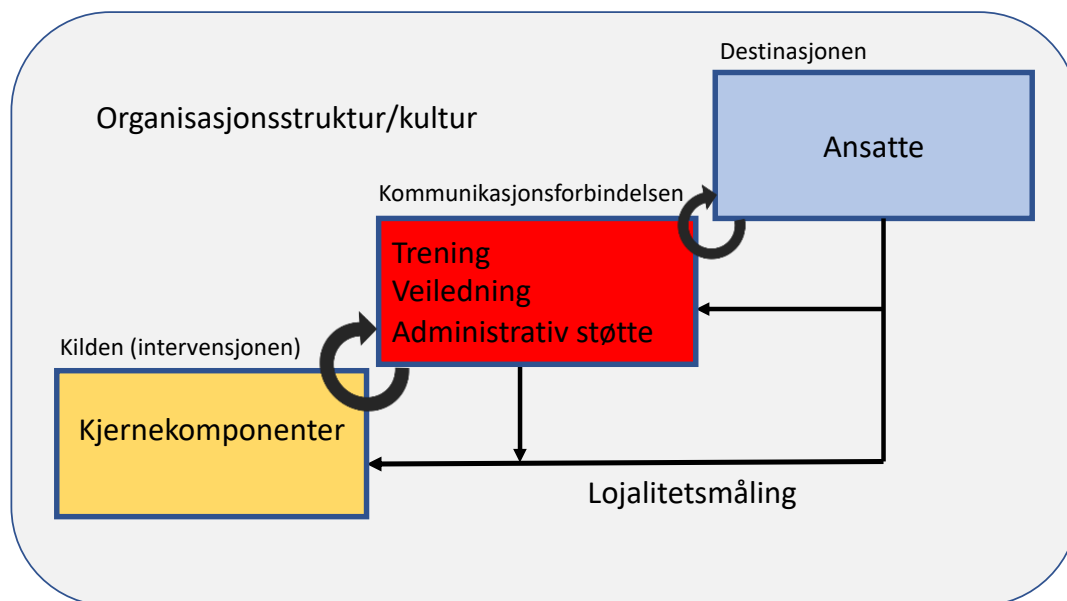 Destinasjonen
Organisasjonsstruktur/kultur
Ansatte
Kommunikasjonsforbindelsen
Trening
Veiledning
Administrativ støtte
Kilden (intervensjonen)
Kjernekomponenter
Lojalitetsmåling